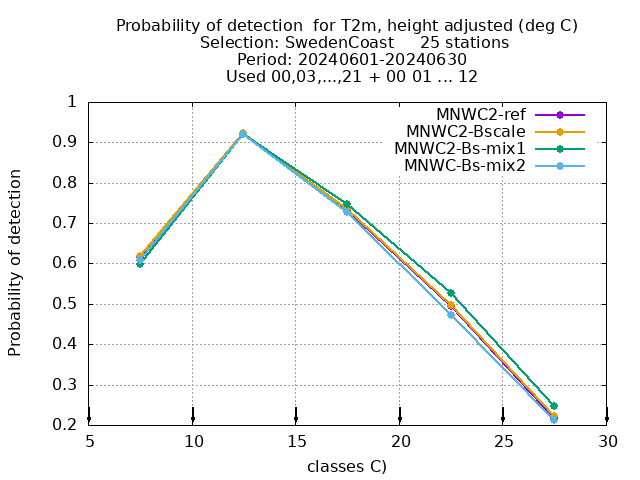 Probability of detection  for T2m, height adjusted (deg C)
Selection: SwedenCoast     25 stations
Period: 20240601-20240630
Used 00,03,...,21 + 00 01 ... 12
MNWC2-ref
MNWC2-Bscale
MNWC2-Bs-mix1
MNWC-Bs-mix2
Probability of detection
1
0.9
0.8
0.7
0.6
0.5
0.4
0.3
0.2
5 10 15 20 25 30
classes C)